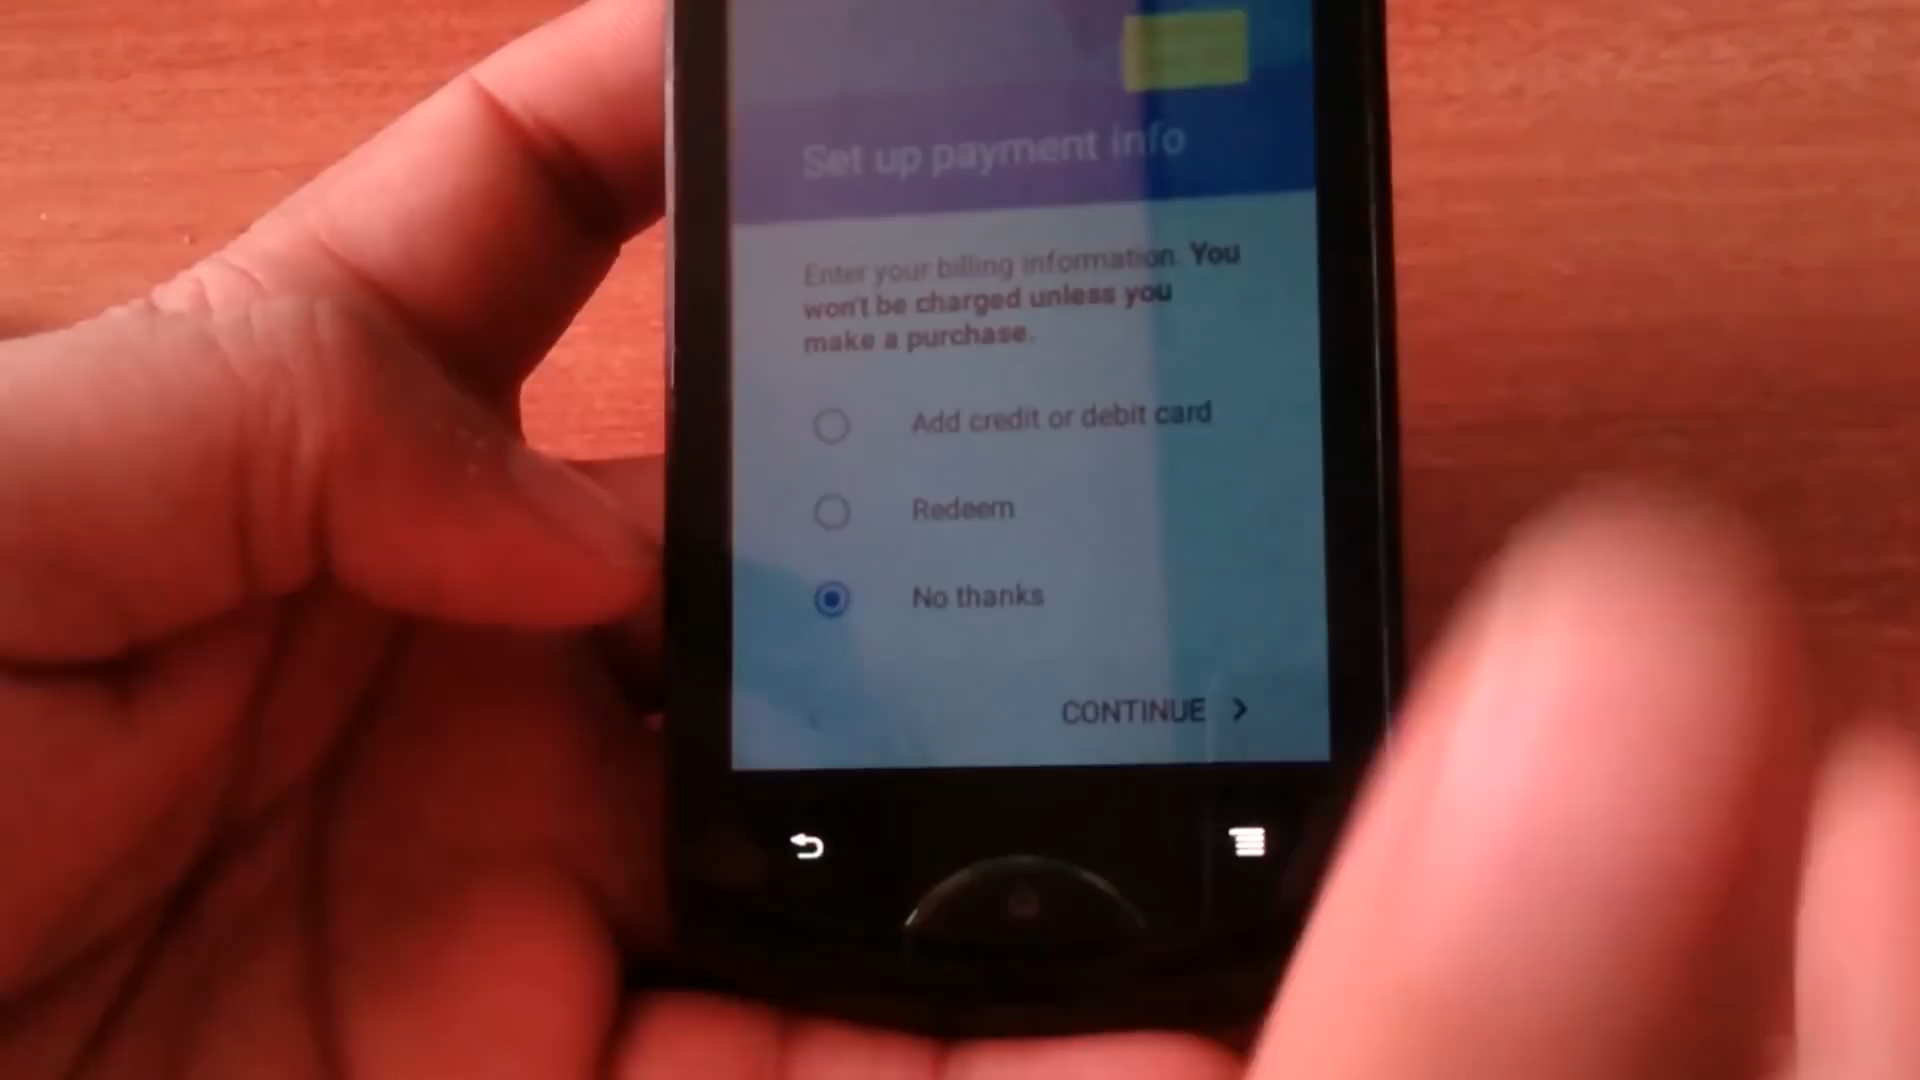 Set up payment info
Enter your billing information. You
won't be charged unless you
make a purchase.
Add credit or debit card
Redeem
No thanks
CONTINUE